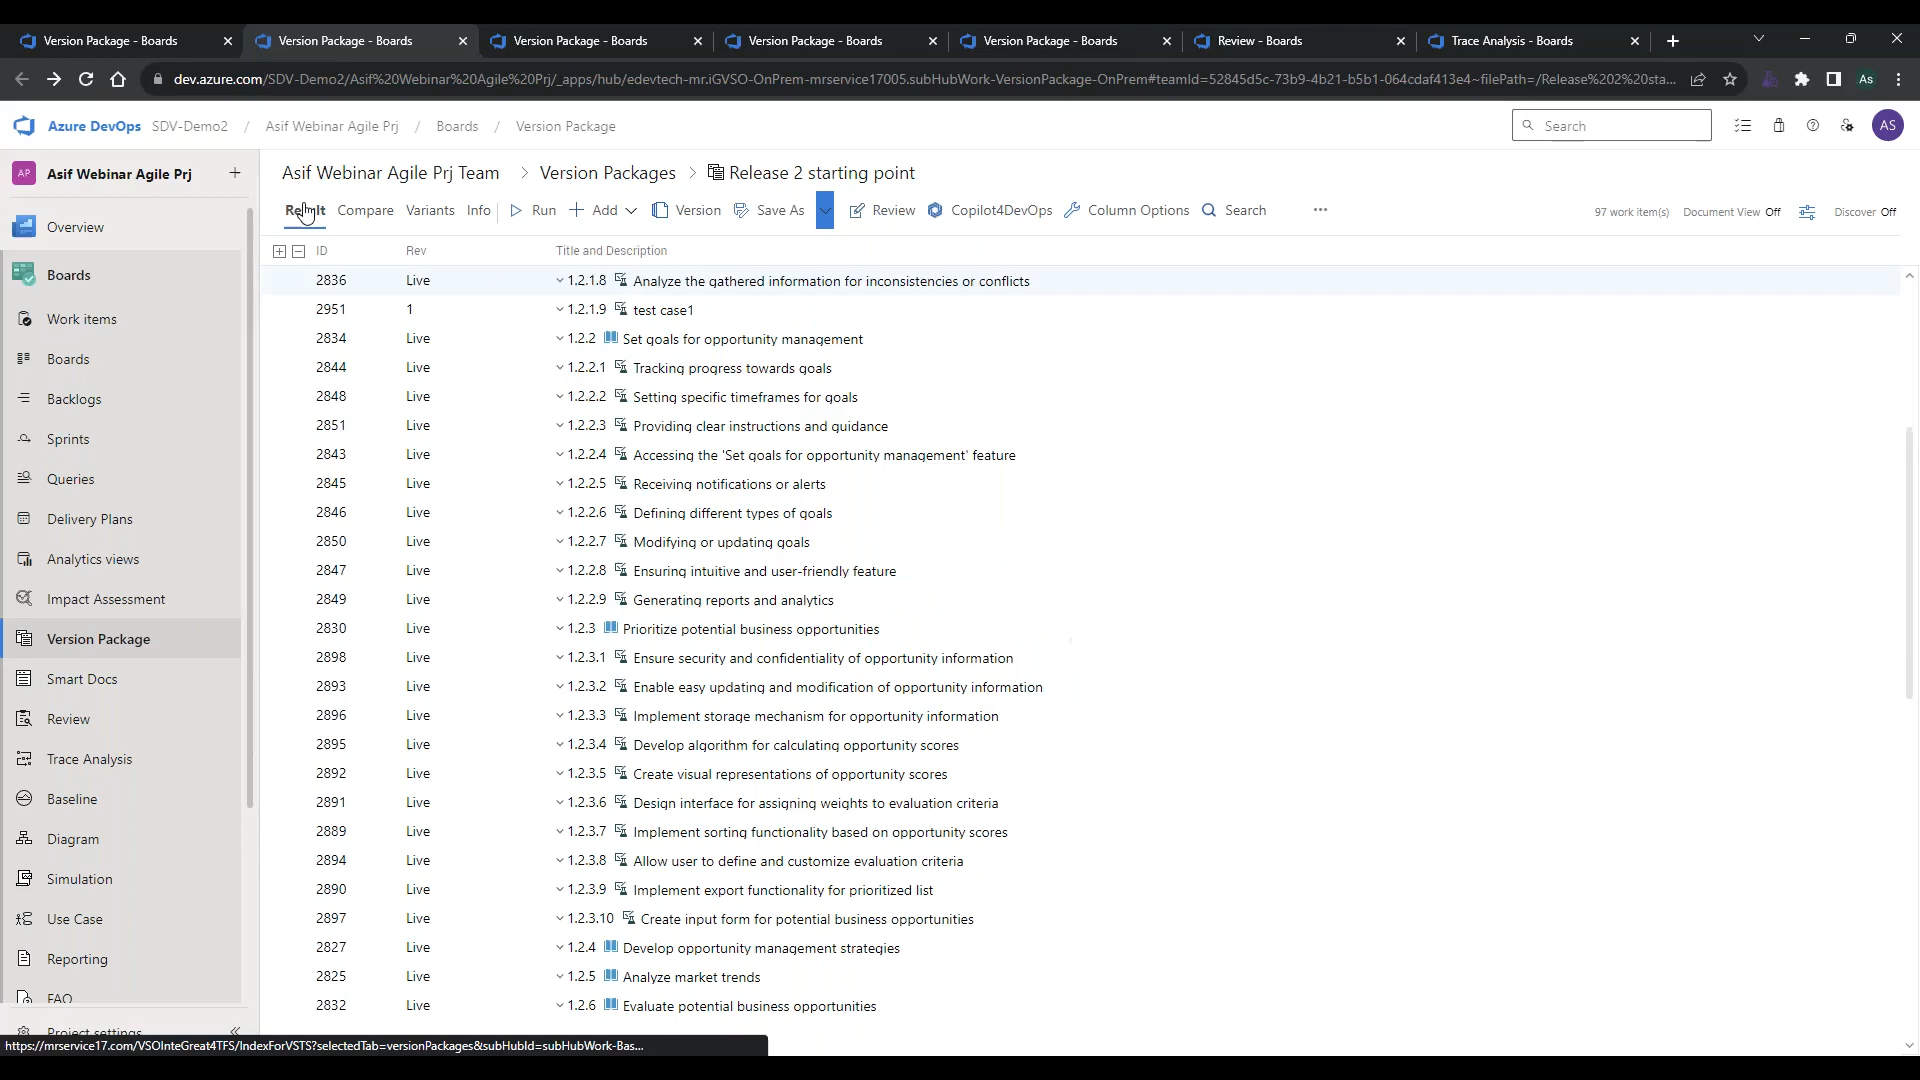 Version Package - Boards
Version Package - Boards
Version Package - Boards
Version Package - Boards
Version Package - Boards
Review - Boards
Trace Analysis - Boards
dev.azure.com/SDV-Demo2/Asif%20Webinar%20Agile%20Prj/_apps/hub/edevtech-mr.iGVSO-OnPrem-mrservice17005.subHubWork-VersionPackage-OnPrem#teamId=52845d5c-73b9-4b21-b5b1-064cdaf413e4~filePath=/Release%202%20sta...
As
Azure DevOps SDV-Demo2 / Asif Webinar Agile Prj / Boards / Version Package
Search
AS
AP Asif Webinar Agile Prj
Overview
Boards
Work items
Boards
Backlogs
Sprints
Queries
Delivery Plans
Analytics views
Impact Assessment
Version Package
Smart Docs
Review
Trace Analysis
Baseline
Diagram
Simulation
Use Case
Reporting
FAQ
Project settings
Asif Webinar Agile Prj Team > Version Packages > Release 2 starting point
Result Compare Variants Info Run Add Version Save As Review Copilot4DevOps Column Options Search ... 97 work item(s) Document View Off Discover Off
ID Rev Title and Description
2836 Live 1.2.1.8 Analyze the gathered information for inconsistencies or conflicts
2951 1 1.2.1.9 test case1
2834 Live 1.2.2 Set goals for opportunity management
2844 Live 1.2.2.1 Tracking progress towards goals
2848 Live 1.2.2.2 Setting specific timeframes for goals
2851 Live 1.2.2.3 Providing clear instructions and guidance
2843 Live 1.2.2.4 Accessing the 'Set goals for opportunity management' feature
2845 Live 1.2.2.5 Receiving notifications or alerts
2846 Live 1.2.2.6 Defining different types of goals
2850 Live 1.2.2.7 Modifying or updating goals
2847 Live 1.2.2.8 Ensuring intuitive and user-friendly feature
2849 Live 1.2.2.9 Generating reports and analytics
2830 Live 1.2.3 Prioritize potential business opportunities
2898 Live 1.2.3.1 Ensure security and confidentiality of opportunity information
2893 Live 1.2.3.2 Enable easy updating and modification of opportunity information
2896 Live 1.2.3.3 Implement storage mechanism for opportunity information
2895 Live 1.2.3.4 Develop algorithm for calculating opportunity scores
2892 Live 1.2.3.5 Create visual representations of opportunity scores
2891 Live 1.2.3.6 Design interface for assigning weights to evaluation criteria
2889 Live 1.2.3.7 Implement sorting functionality based on opportunity scores
2894 Live 1.2.3.8 Allow user to define and customize evaluation criteria
2890 Live 1.2.3.9 Implement export functionality for prioritized list
2897 Live 1.2.3.10 Create input form for potential business opportunities
2827 Live 1.2.4 Develop opportunity management strategies
2825 Live 1.2.5 Analyze market trends
2832 Live 1.2.6 Evaluate potential business opportunities
https://mrservice17.com/VSOInteGreat4TFS/IndexForVSTS?selectedTab=versionPackages&subHubId=subHubWork-Bas...